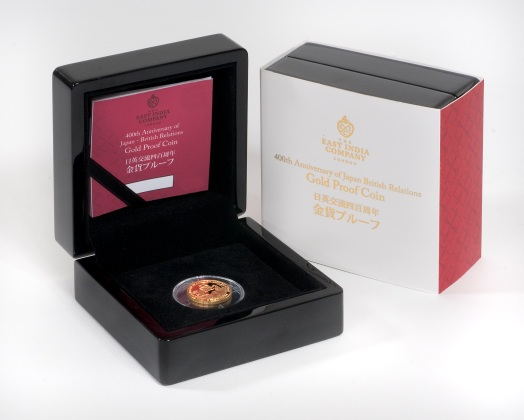 THE
EAST INDIA
COMPANY
400th Anniversary of
Japan - British Relations
Gold Proof Coin
日英交流四百周年
金貨プルーフ
THE
EAST INDIA
COMPANY
LONDON
400th Anniversary of Japan British Relations
Gold Proof Coin
日英交流四百周年
金貨プルーフ